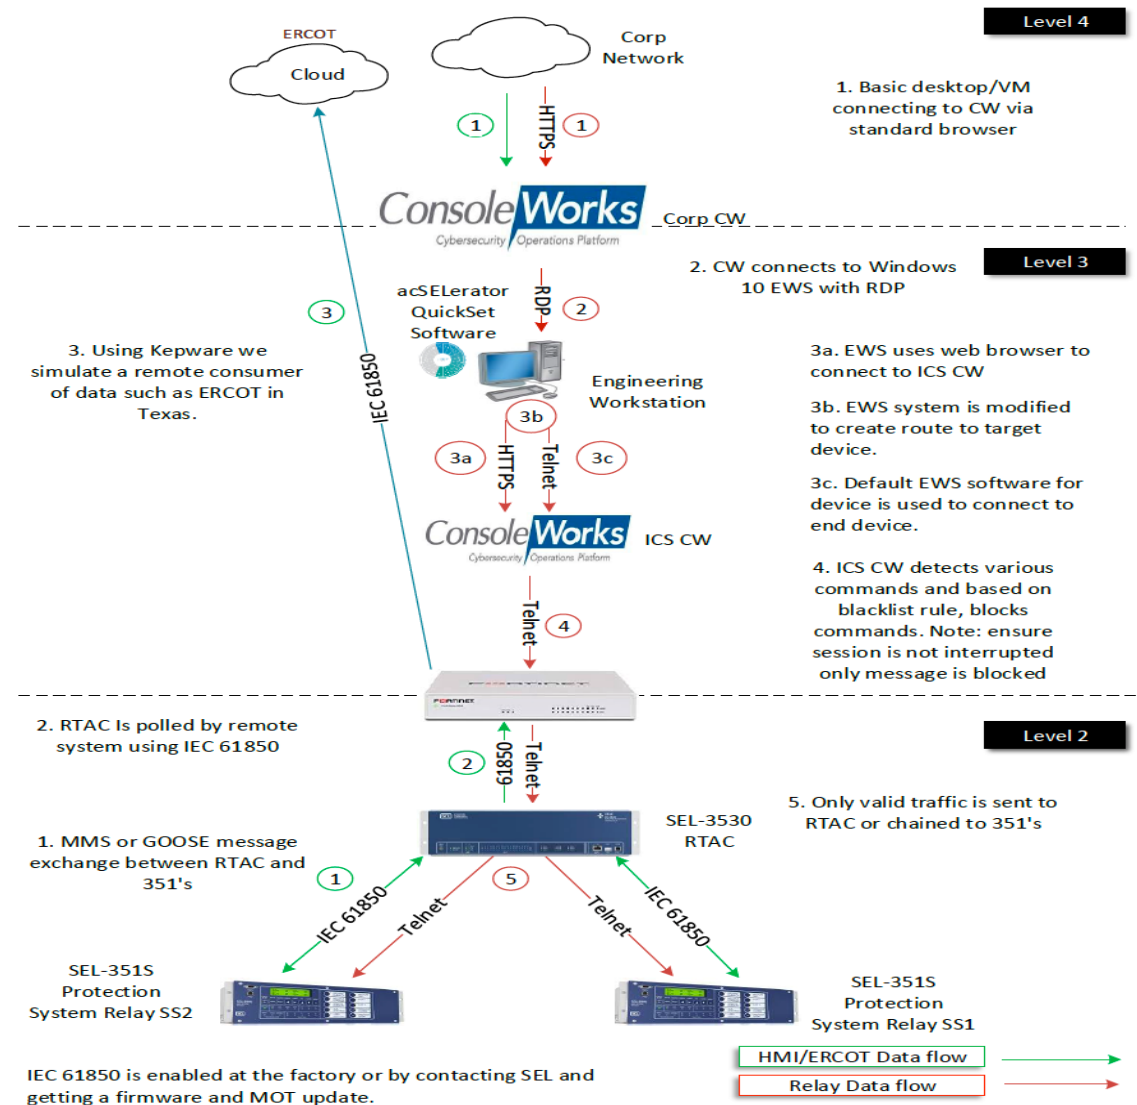 Level 4
ERCOT
Cloud
Corp
Network
1. Basic desktop/VM
connecting to CW via
standard browser
1
HTTPS
1
ConsoleWorks
Cybersecurity Operations Platform
Corp CW
Level 3
2. CW connects to Windows
10 EWS with RDP
acSELerator
QuickSet
Software
RDP
2
3
IEC 61850
3. Using Kepware we
simulate a remote consumer
of data such as ERCOT in
Texas.
Engineering
Workstation
3b
3a
HTTPS
Telnet
3c
3a. EWS uses web browser to
connect to ICS CW
3b. EWS system is modified
to create route to target
device.
3c. Default EWS software for
device is used to connect to
end device.
ConsoleWorks
Cybersecurity Operations Platform
ICS CW
4. ICS CW detects various
commands and based on
blacklist rule, blocks
commands. Note: ensure
session is not interrupted
only message is blocked
Telnet
4
FORTINET
FORTINET
Level 2
2. RTAC Is polled by remote
system using IEC 61850
2
61850
Telnet
SEL-3530
RTAC
5. Only valid traffic is sent to
RTAC or chained to 351's
1. MMS or GOOSE message
exchange between RTAC and
351's
1
IEC 61850
Telnet
5
Telnet
IEC 61850
SEL-351S
Protection
System Relay SS2
SEL-351S
Protection
System Relay SS1
HMI/ERCOT Data flow
Relay Data flow
IEC 61850 is enabled at the factory or by contacting SEL and
getting a firmware and MOT update.